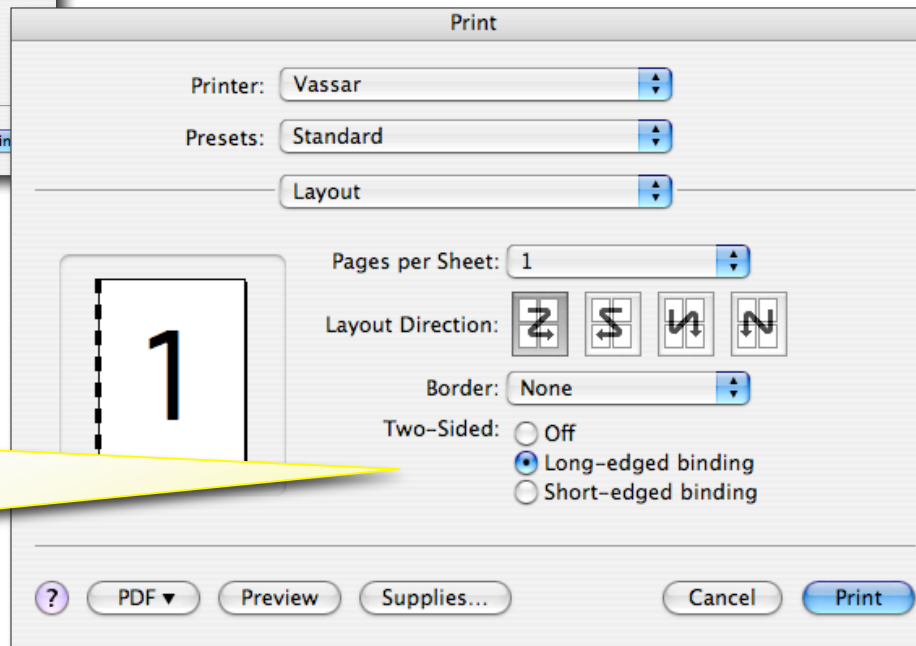 Print
Printer: Vassar
Presets: Standard
Layout
Pages per Sheet: 1
Layout Direction:
1
Border: None
Two-Sided: Off
Long-edged binding
Short-edged binding
? PDF ▼ Preview Supplies... Cancel Print